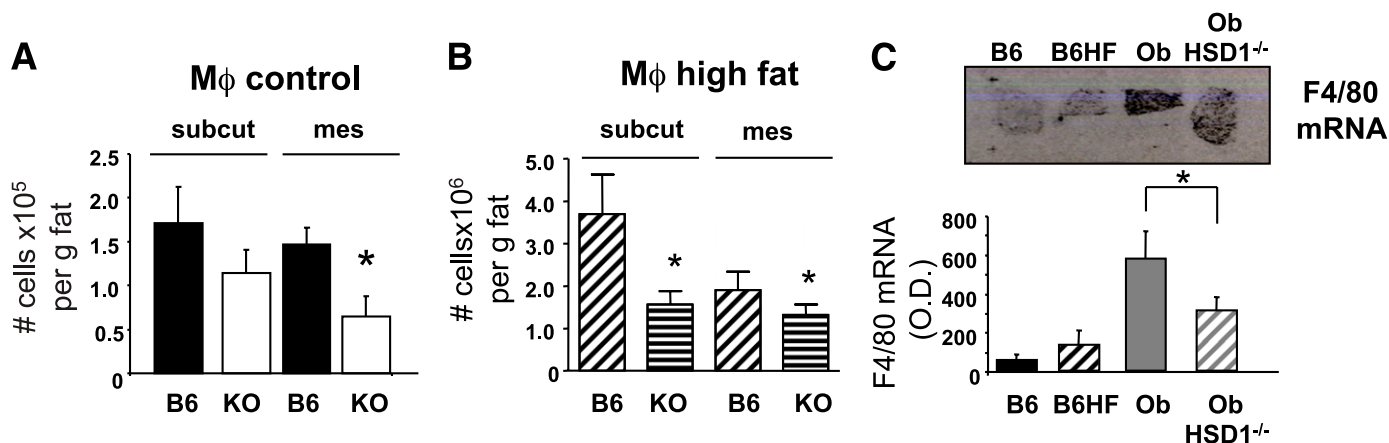 A
Mϕ control
subcut mes
# cells x10⁵
per g fat
2.5
2.0
1.5
1.0
0.5
0
*
B6 KO B6 KO
B
Mϕ high fat
subcut mes
# cellsx10⁶
per g fat
5.0
4.0
3.0
2.0
1.0
0
* *
B6 KO B6 KO
C
B6 B6HF Ob Ob
HSD1⁻/⁻
F4/80
mRNA
*
F4/80 mRNA
(O.D.)
800
600
400
200
0
B6 B6HF Ob Ob
HSD1⁻/⁻